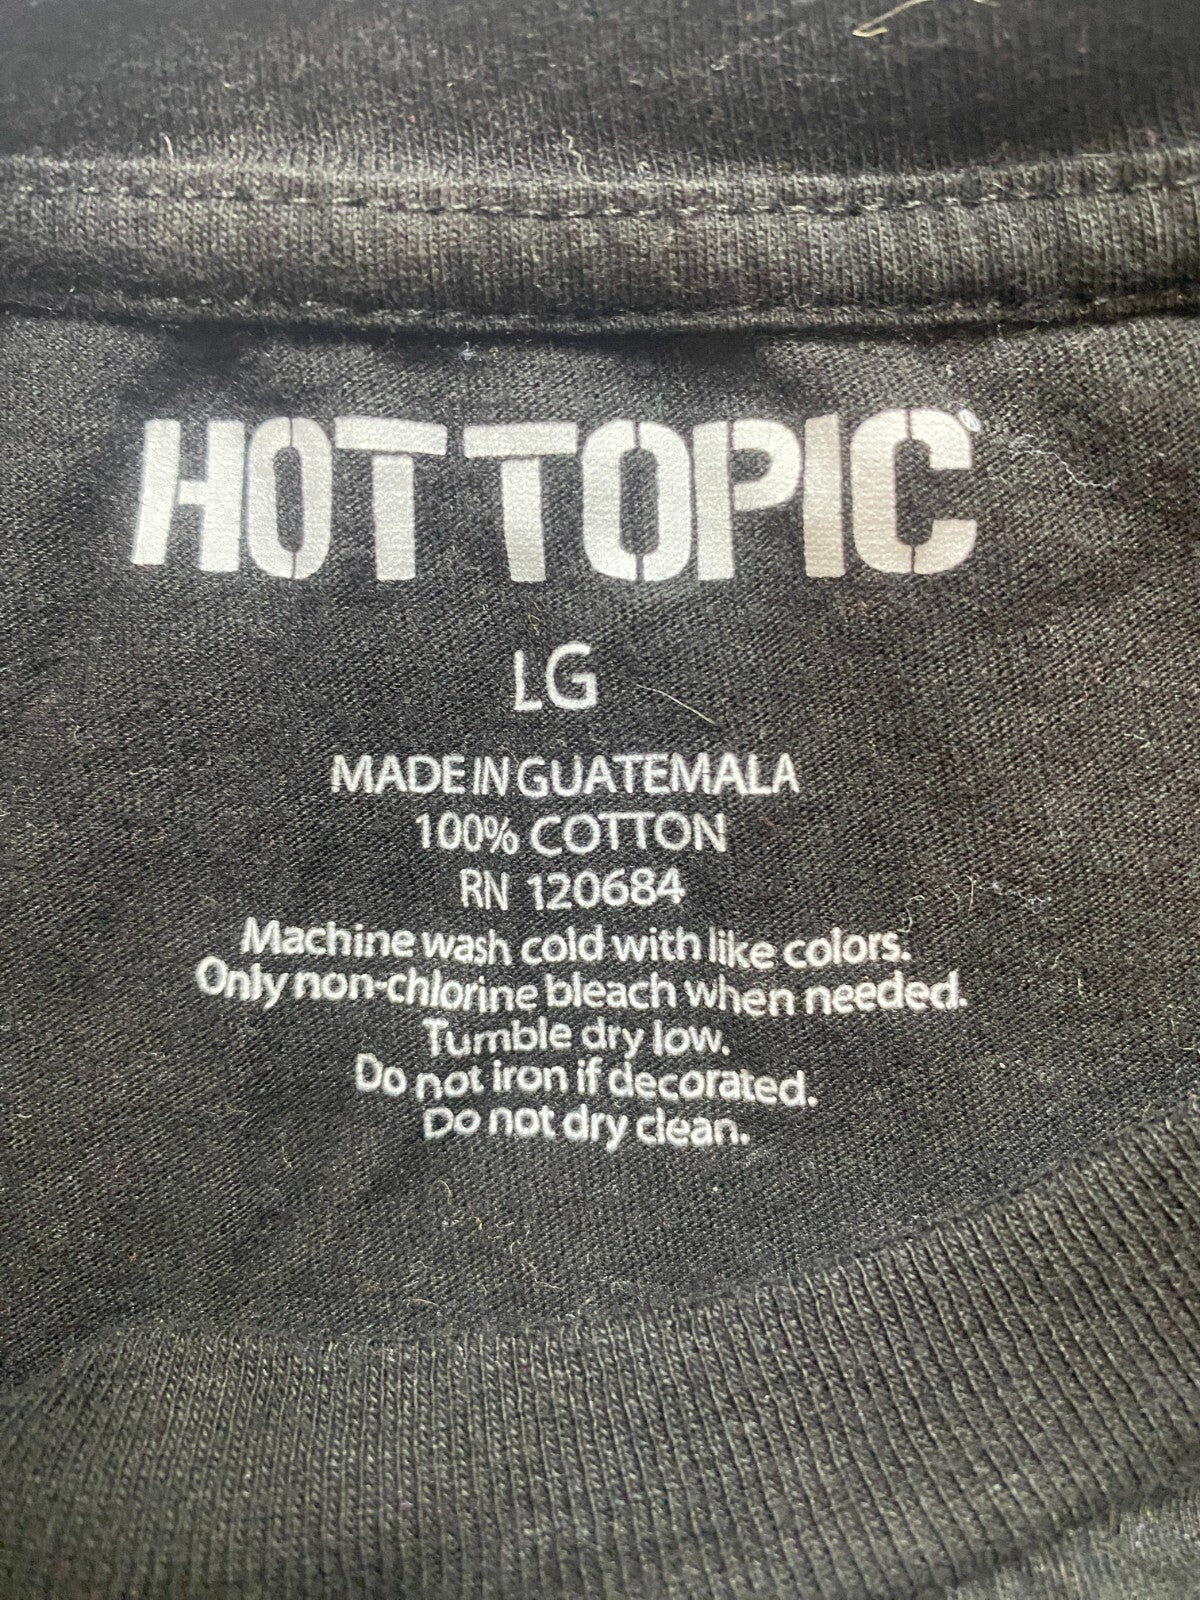 HOT TOPIC®
LG
MADE IN GUATEMALA
100% COTTON
RN 120684
Machine wash cold with like colors.
Only non-chlorine bleach when needed.
Tumble dry low.
Do not iron if decorated.
Do not dry clean.